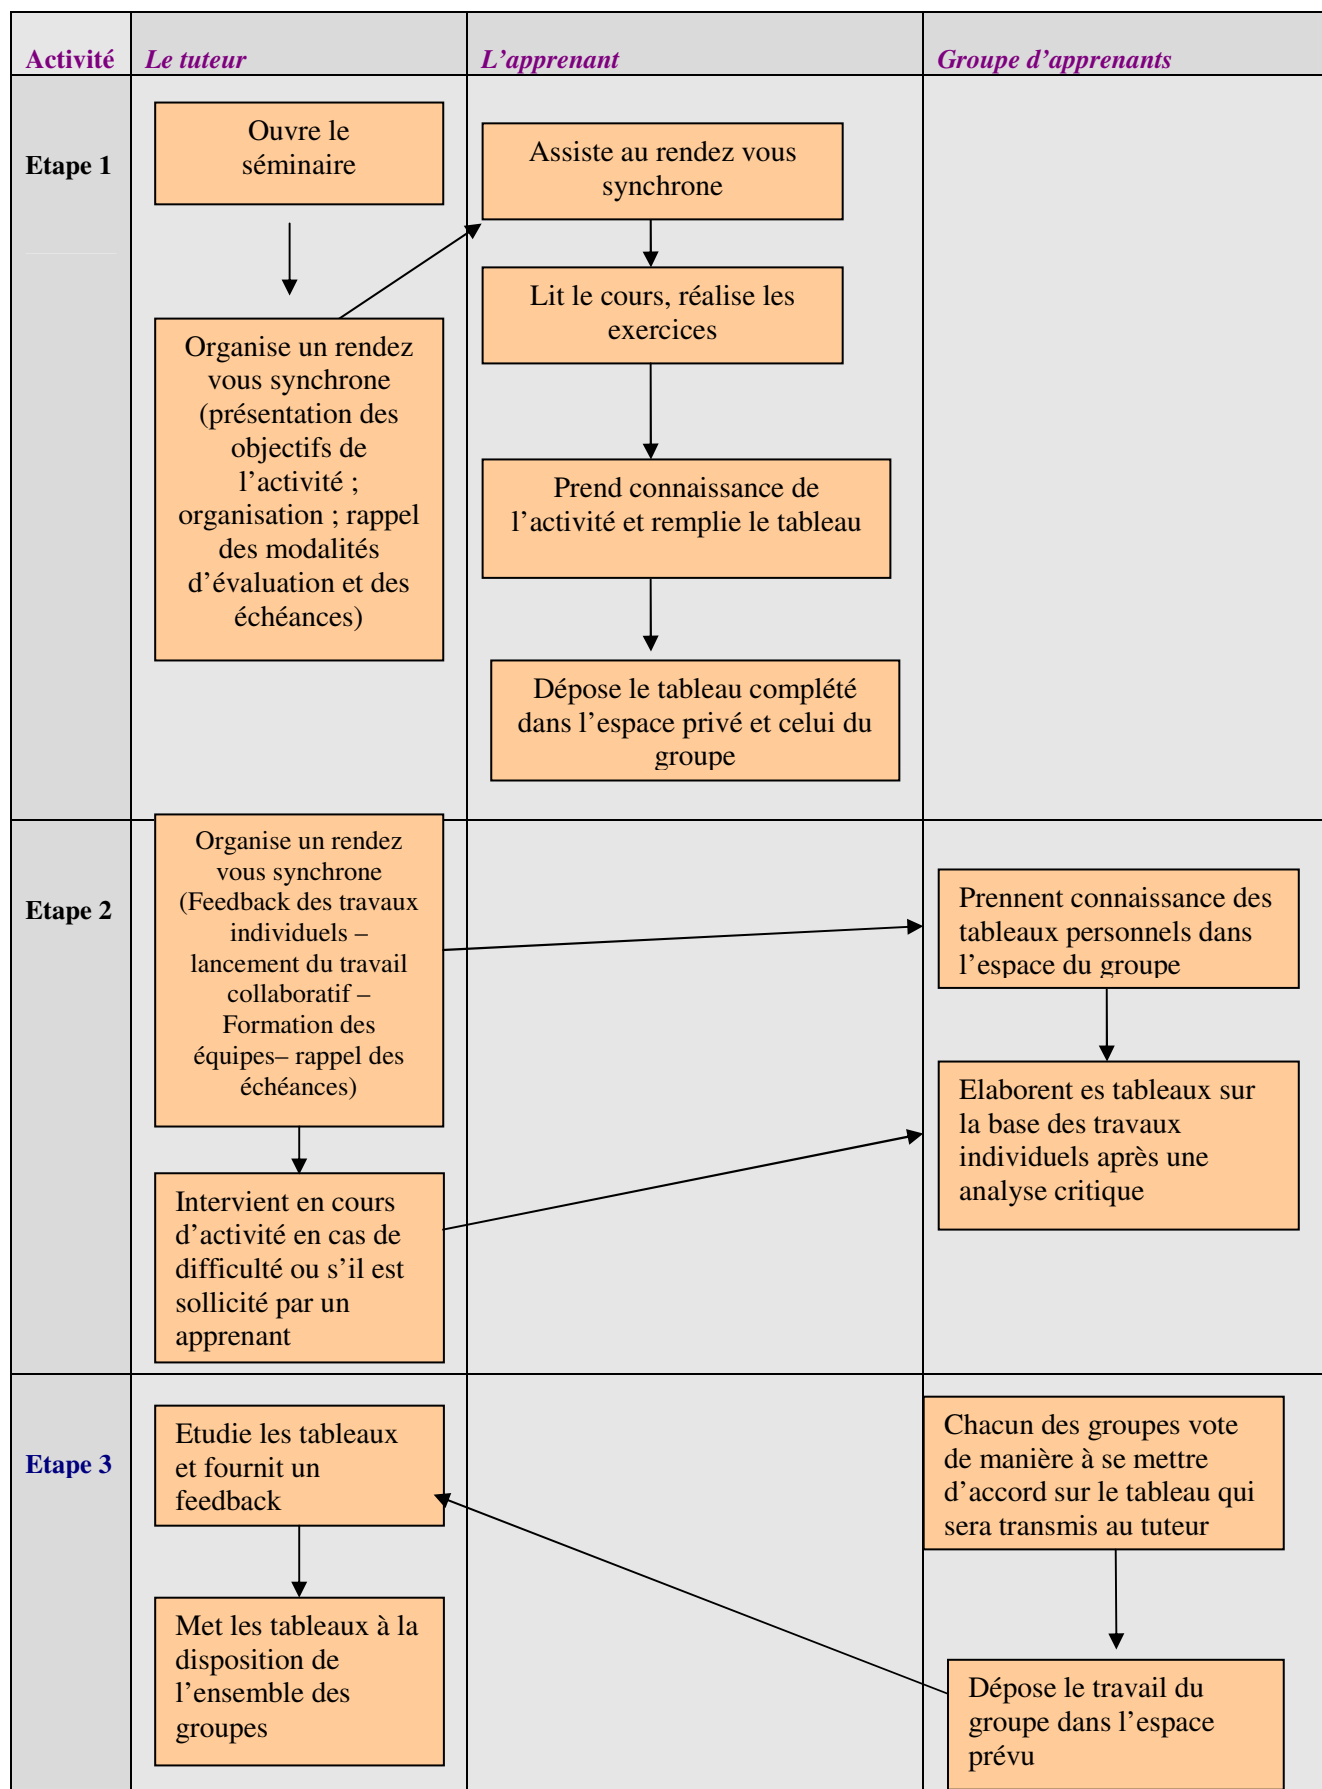 Activité
Le tuteur
L’apprenant
Groupe d’apprenants
Etape 1
Ouvre le
séminaire
Organise un rendez
vous synchrone
(présentation des
objectifs de
l’activité ;
organisation ; rappel
des modalités
d’évaluation et des
échéances)
Assiste au rendez vous
synchrone
Lit le cours, réalise les
exercices
Prend connaissance de
l’activité et remplie le tableau
Dépose le tableau complété
dans l’espace privé et celui du
groupe
Etape 2
Organise un rendez
vous synchrone
(Feedback des travaux
individuels –
lancement du travail
collaboratif –
Formation des
équipes– rappel des
échéances)
Intervient en cours
d’activité en cas de
difficulté ou s’il est
sollicité par un
apprenant
Prennent connaissance des
tableaux personnels dans
l’espace du groupe
Elaborent es tableaux sur
la base des travaux
individuels après une
analyse critique
Etape 3
Etudie les tableaux
et fournit un
feedback
Met les tableaux à la
disposition de
l’ensemble des
groupes
Chacun des groupes vote
de manière à se mettre
d’accord sur le tableau qui
sera transmis au tuteur
Dépose le travail du
groupe dans l’espace
prévu